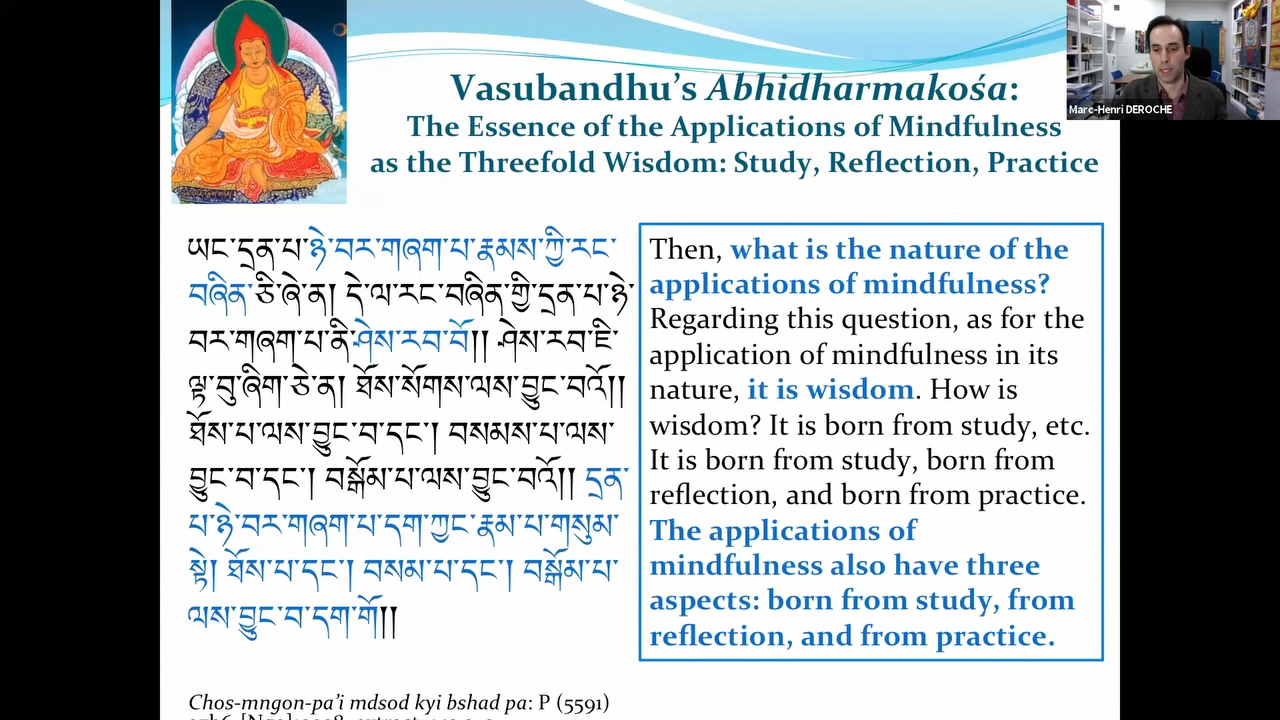 Vasubandhu’s Abhidharmakośa:
The Essence of the Applications of Mindfulness
as the Threefold Wisdom: Study, Reflection, Practice
Marc-Henri DEROCHE
ཡང་དྲན་པ་ཉེ་བར་གཞག་པ་རྣམས་ཀྱི་རང་
བཞིན་ཅི་ཞེ་ན། དེ་ལ་རང་བཞིན་གྱི་དྲན་པ་ཉེ་
བར་གཞག་པ་ནི་ཤེས་རབ་བོ།། ཤེས་རབ་ཇི་
ལྟ་བུ་ཞིག་ཅེ་ན། ཐོས་སོགས་ལས་བྱུང་བའོ།།
ཐོས་པ་ལས་བྱུང་བ་དང་། བསམས་པ་ལས་
བྱུང་བ་དང་། བསྒོམ་པ་ལས་བྱུང་བའོ།། དྲན་
པ་ཉེ་བར་གཞག་པ་དག་ཀྱང་རྣམ་པ་གསུམ་
སྟེ། ཐོས་པ་དང་། བསམ་པ་དང་། བསྒོམ་པ་
ལས་བྱུང་བ་དག་གོ།།
Then, what is the nature of the
applications of mindfulness?
Regarding this question, as for the
application of mindfulness in its
nature, it is wisdom. How is
wisdom? It is born from study, etc.
It is born from study, born from
reflection, and born from practice.
The applications of
mindfulness also have three
aspects: born from study, from
reflection, and from practice.
Chos-mngon-pa’i mdsod kyi bshad pa: P (5591)